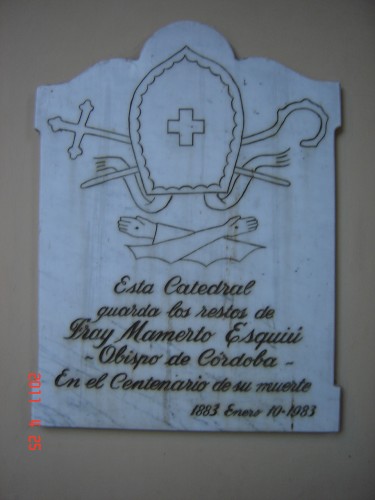 Esta Catedral
guarda los restos de
Fray Mamerto Esquiú
- Obispo de Córdoba -
En el Centenario de su muerte
1883 Enero 10-1983